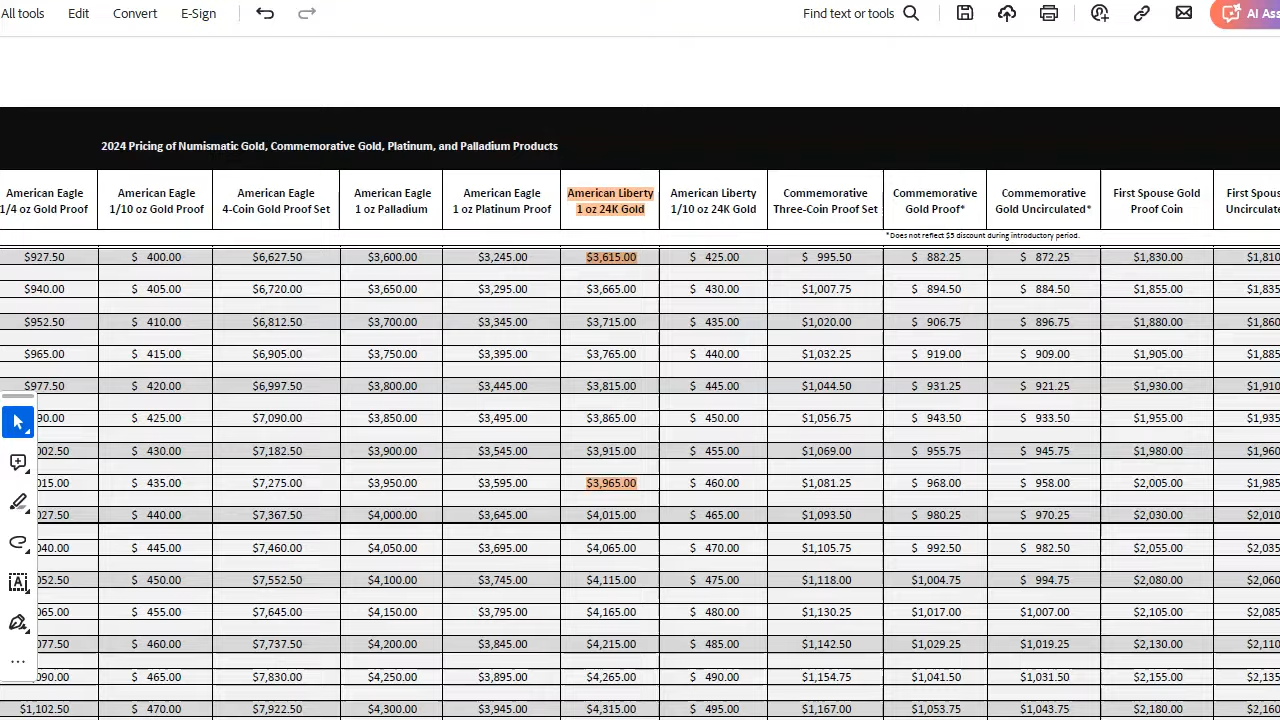 All tools Edit Convert E-Sign Find text or tools
2024 Pricing of Numismatic Gold, Commemorative Gold, Platinum, and Palladium Products
American Eagle American Eagle American Eagle American Eagle American Eagle American Liberty American Liberty Commemorative Commemorative Commemorative First Spouse Gold
1/4 oz Gold Proof 1/10 oz Gold Proof 4-Coin Gold Proof Set 1 oz Palladium 1 oz Platinum Proof 1 oz 24K Gold 1/10 oz 24K Gold Three-Coin Proof Set Gold Proof* Gold Uncirculated* Proof Coin
*Does not reflect $5 discount during introductory period.
$927.50 $ 400.00 $6,627.50 $3,600.00 $3,245.00 $3,615.00 $ 425.00 $ 995.50 $ 882.25 $ 872.25 $1,830.00
$940.00 $ 405.00 $6,720.00 $3,650.00 $3,295.00 $3,665.00 $ 430.00 $1,007.75 $ 894.50 $ 884.50 $1,855.00
$952.50 $ 410.00 $6,812.50 $3,700.00 $3,345.00 $3,715.00 $ 435.00 $1,020.00 $ 906.75 $ 896.75 $1,880.00
$965.00 $ 415.00 $6,905.00 $3,750.00 $3,395.00 $3,765.00 $ 440.00 $1,032.25 $ 919.00 $ 909.00 $1,905.00
$977.50 $ 420.00 $6,997.50 $3,800.00 $3,445.00 $3,815.00 $ 445.00 $1,044.50 $ 931.25 $ 921.25 $1,930.00
90.00 $ 425.00 $7,090.00 $3,850.00 $3,495.00 $3,865.00 $ 450.00 $1,056.75 $ 943.50 $ 933.50 $1,955.00
002.50 $ 430.00 $7,182.50 $3,900.00 $3,545.00 $3,915.00 $ 455.00 $1,069.00 $ 955.75 $ 945.75 $1,980.00
015.00 $ 435.00 $7,275.00 $3,950.00 $3,595.00 $3,965.00 $ 460.00 $1,081.25 $ 968.00 $ 958.00 $2,005.00
027.50 $ 440.00 $7,367.50 $4,000.00 $3,645.00 $4,015.00 $ 465.00 $1,093.50 $ 980.25 $ 970.25 $2,030.00
040.00 $ 445.00 $7,460.00 $4,050.00 $3,695.00 $4,065.00 $ 470.00 $1,105.75 $ 992.50 $ 982.50 $2,055.00
052.50 $ 450.00 $7,552.50 $4,100.00 $3,745.00 $4,115.00 $ 475.00 $1,118.00 $1,004.75 $ 994.75 $2,080.00
065.00 $ 455.00 $7,645.00 $4,150.00 $3,795.00 $4,165.00 $ 480.00 $1,130.25 $1,017.00 $1,007.00 $2,105.00
077.50 $ 460.00 $7,737.50 $4,200.00 $3,845.00 $4,215.00 $ 485.00 $1,142.50 $1,029.25 $1,019.25 $2,130.00
090.00 $ 465.00 $7,830.00 $4,250.00 $3,895.00 $4,265.00 $ 490.00 $1,154.75 $1,041.50 $1,031.50 $2,155.00
$1,102.50 $ 470.00 $7,922.50 $4,300.00 $3,945.00 $4,315.00 $ 495.00 $1,167.00 $1,053.75 $1,043.75 $2,180.00